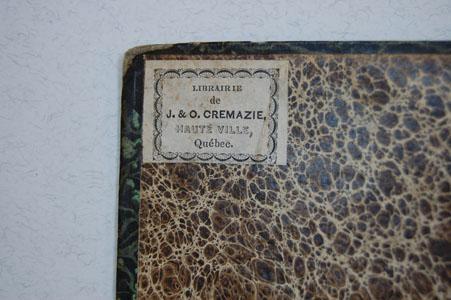 LIBRAIRIE
de
J. & O. CREMAZIE,
HAUTE VILLE,
Québec.